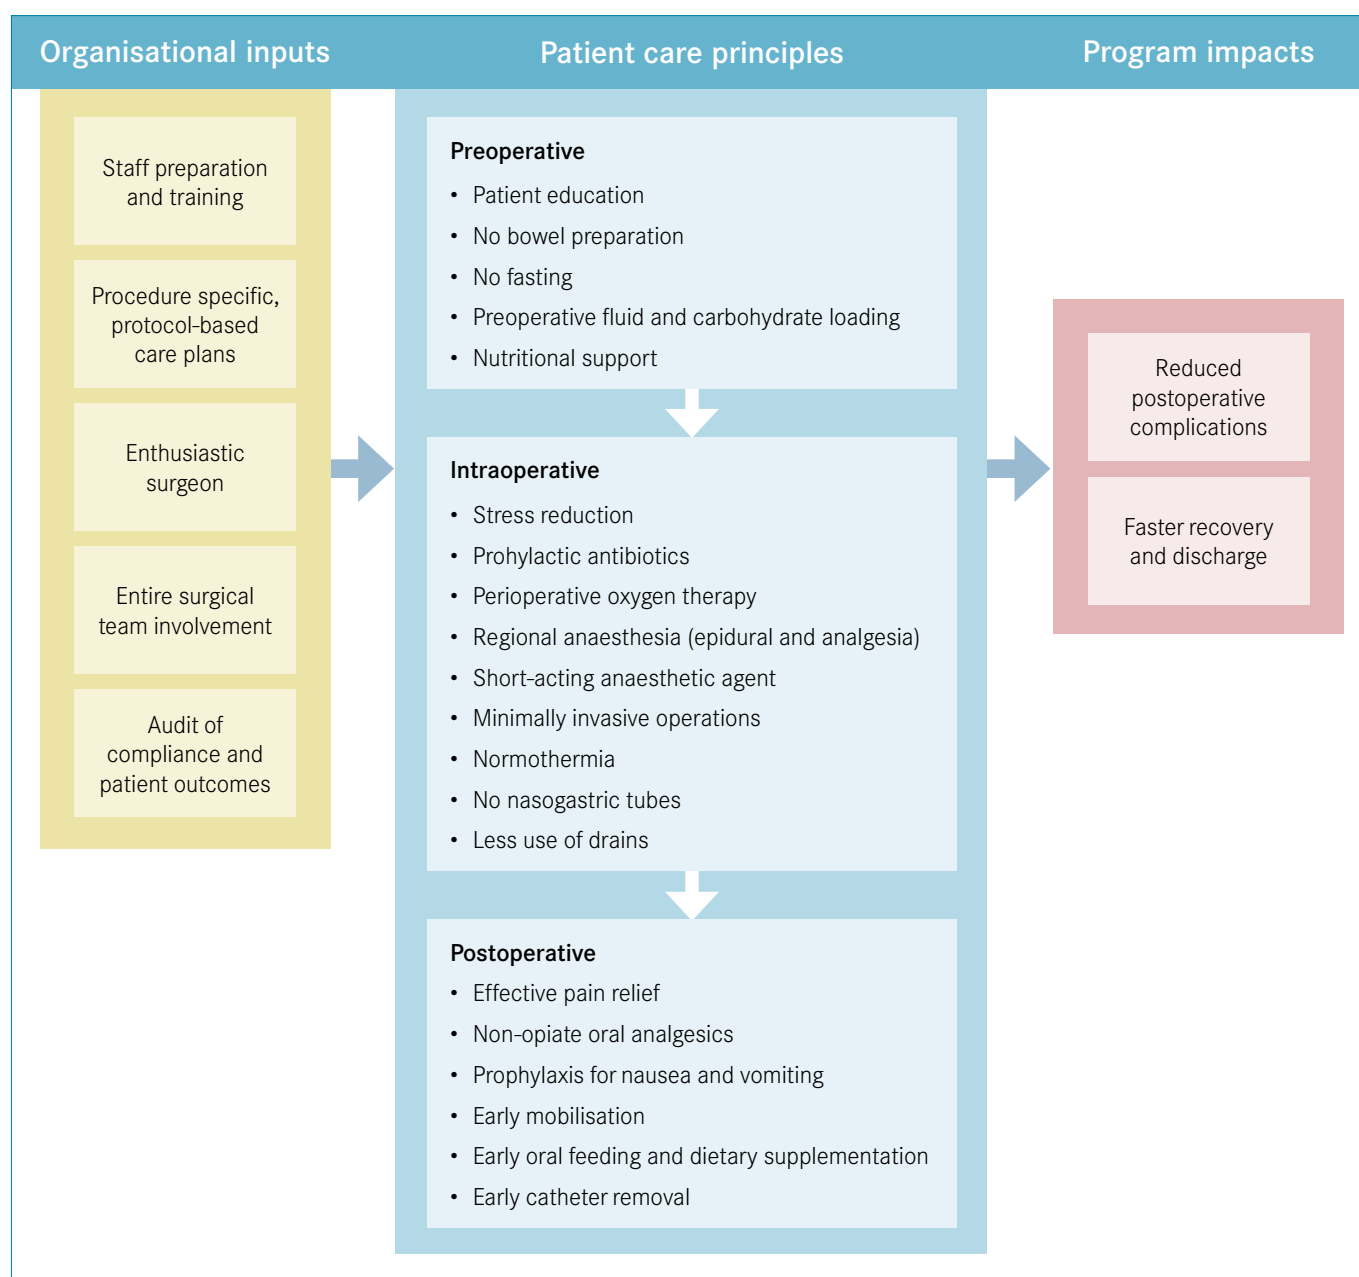 Organisational inputs
Patient care principles
Program impacts
Staff preparation
and training
Procedure specific,
protocol-based
care plans
Enthusiastic
surgeon
Entire surgical
team involvement
Audit of
compliance and
patient outcomes
Preoperative
• Patient education
• No bowel preparation
• No fasting
• Preoperative fluid and carbohydrate loading
• Nutritional support
Intraoperative
• Stress reduction
• Prohylactic antibiotics
• Perioperative oxygen therapy
• Regional anaesthesia (epidural and analgesia)
• Short-acting anaesthetic agent
• Minimally invasive operations
• Normothermia
• No nasogastric tubes
• Less use of drains
Postoperative
• Effective pain relief
• Non-opiate oral analgesics
• Prophylaxis for nausea and vomiting
• Early mobilisation
• Early oral feeding and dietary supplementation
• Early catheter removal
Reduced
postoperative
complications
Faster recovery
and discharge